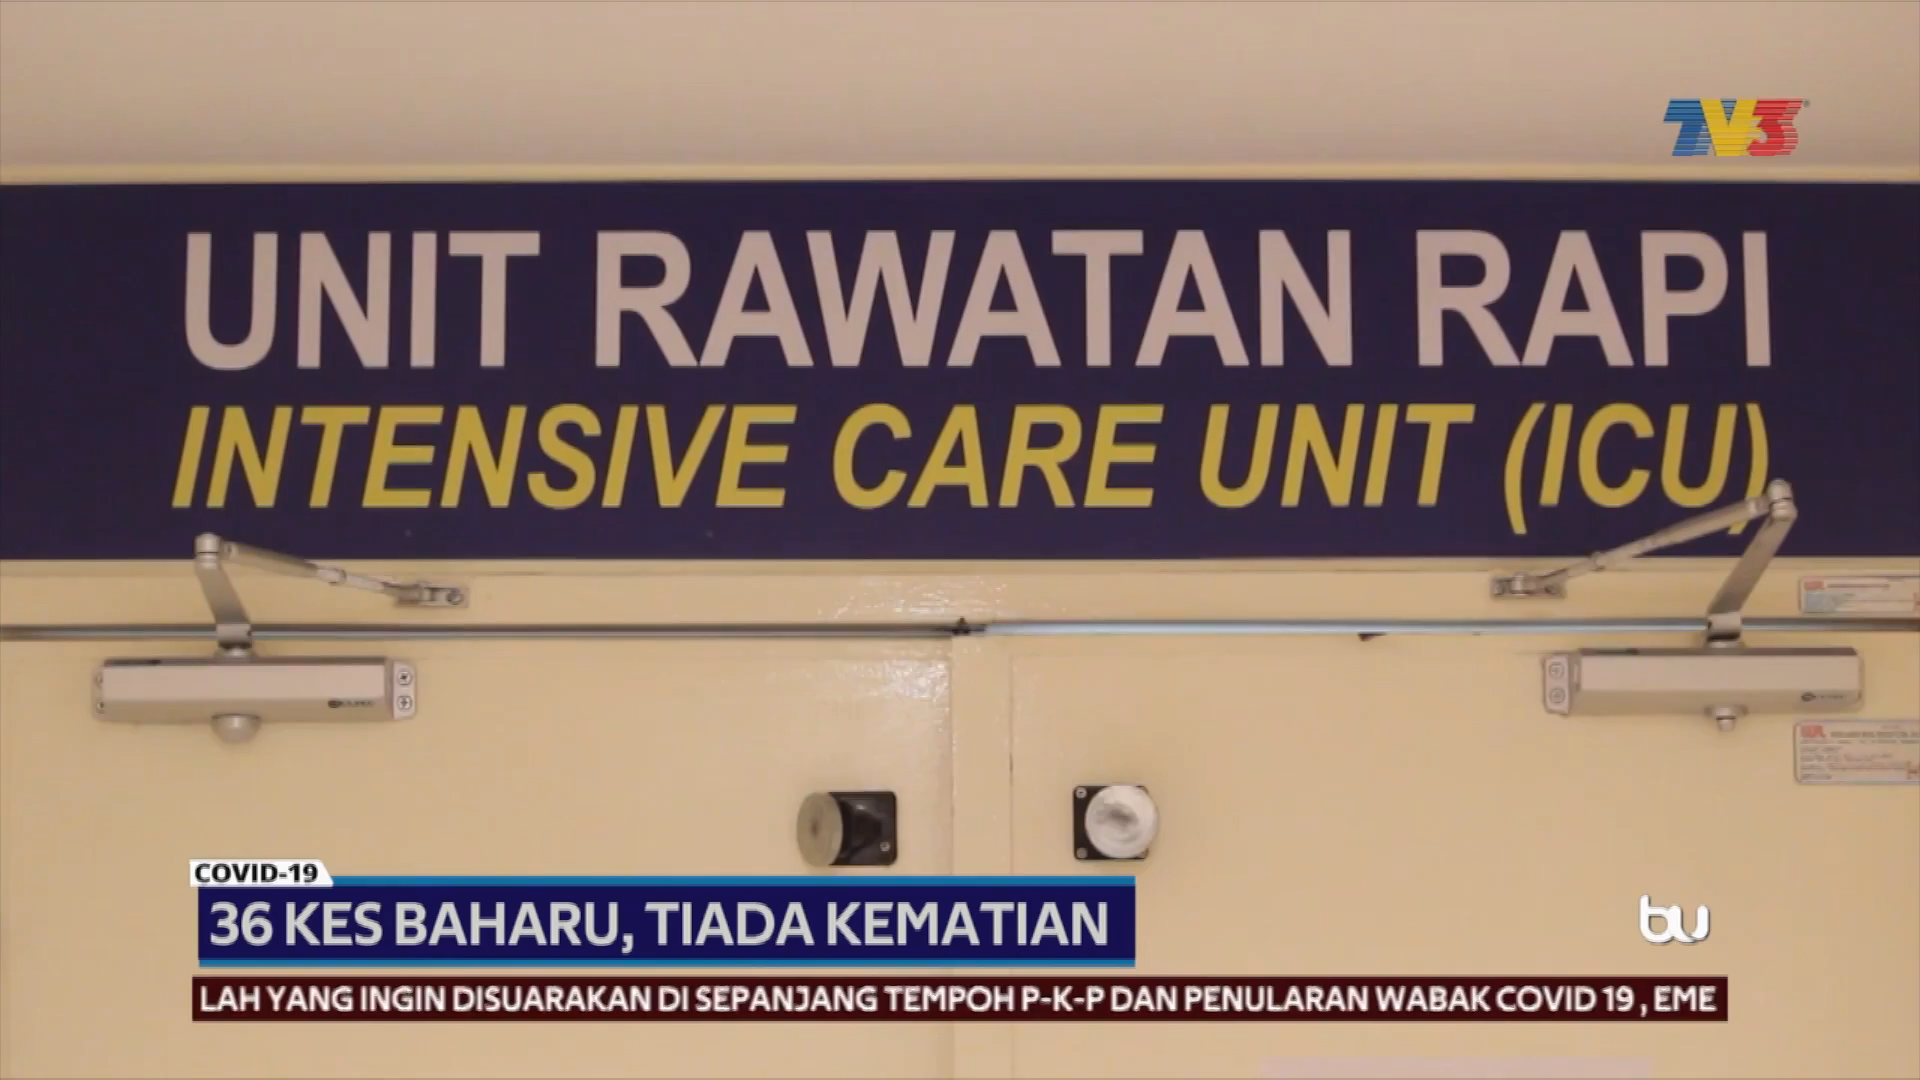 TV3
UNIT RAWATAN RAPI
INTENSIVE CARE UNIT (ICU)
COVID-19
36 KES BAHARU, TIADA KEMATIAN
bu
LAH YANG INGIN DISUARAKAN DI SEPANJANG TEMPOH P-K-P DAN PENULARAN WABAK COVID 19 , EME